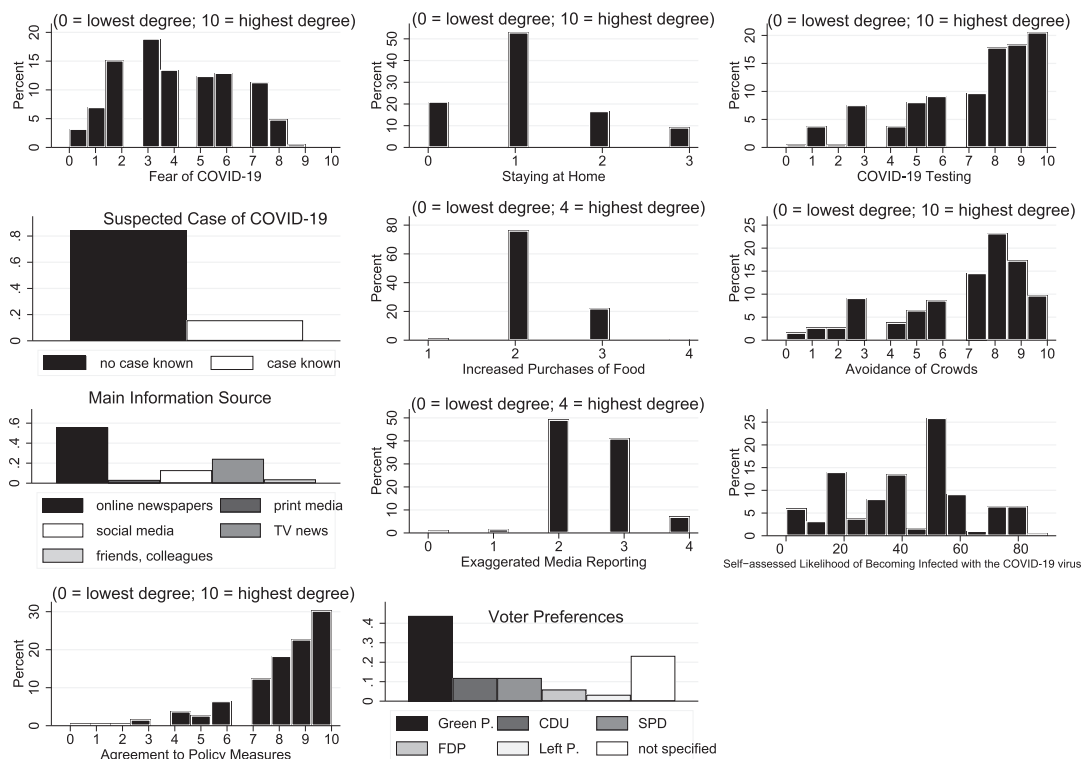 (0 = lowest degree; 10 = highest degree)
Percent
0 5 10 15 20
0 1 2 3 4 5 6 7 8 9 10
Fear of COVID-19
(0 = lowest degree; 10 = highest degree)
Percent
0 10 20 30 40 50
0 1 2 3
Staying at Home
(0 = lowest degree; 10 = highest degree)
Percent
0 5 10 15 20
0 1 2 3 4 5 6 7 8 9 10
COVID-19 Testing
Suspected Case of COVID-19
0 .2 .4 .6 .8
no case known case known
(0 = lowest degree; 4 = highest degree)
Percent
0 20 40 60 80
1 2 3 4
Increased Purchases of Food
(0 = lowest degree; 10 = highest degree)
Percent
0 5 10 15 20 25
0 1 2 3 4 5 6 7 8 9 10
Avoidance of Crowds
Main Information Source
0 .2 .4 .6
online newspapers print media
social media TV news
friends, colleagues
(0 = lowest degree; 4 = highest degree)
Percent
0 10 20 30 40 50
0 1 2 3 4
Exaggerated Media Reporting
Percent
0 5 10 15 20 25
0 20 40 60 80
Self-assessed Likelihood of Becoming Infected with the COVID-19 virus
(0 = lowest degree; 10 = highest degree)
Percent
0 10 20 30
0 1 2 3 4 5 6 7 8 9 10
Agreement to Policy Measures
Voter Preferences
0 .1 .2 .3 .4
Green P. CDU SPD
FDP Left P. not specified